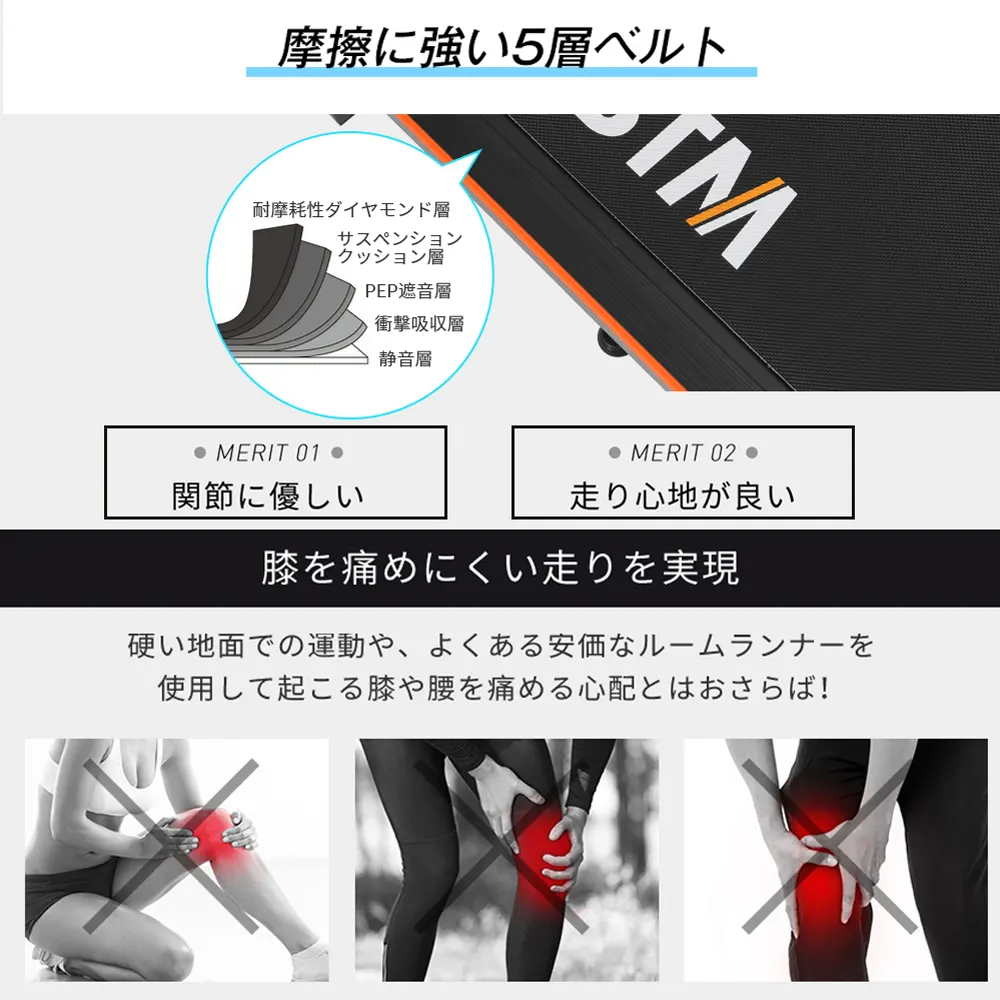 摩擦に強い5層ベルト
STM
耐摩耗性ダイヤモンド層
サスペンション
クッション層
PEP遮音層
衝撃吸収層
静音層
MERIT 01
関節に優しい
MERIT 02
走り心地が良い
膝を痛めにくい走りを実現
硬い地面での運動や、よくある安価なルームランナーを
使用して起こる膝や腰を痛める心配とはおさらば!